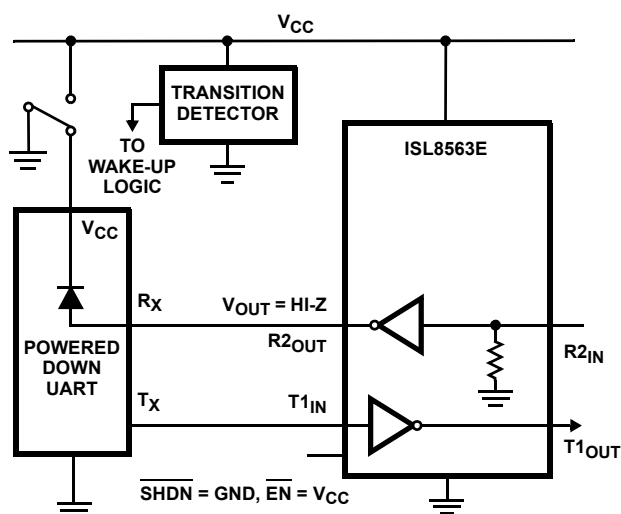 VCC
TRANSITION
DETECTOR
TO
WAKE-UP
LOGIC
ISL8563E
VCC
RX
VOUT = HI-Z
R2OUT
R2IN
POWERED
DOWN
UART
TX
T1IN
T1OUT
SHDN = GND, EN = VCC